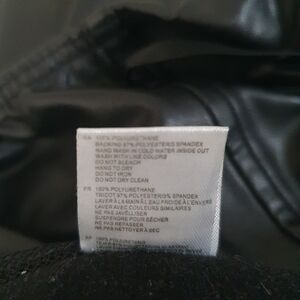 100% POLYURETHANE
BACKING 97% POLYESTER/3 SPANDEX
HAND WASH IN COLD WATER INSIDE OUT
WASH WITH LIKE COLORS
DO NOT BLEACH
HANG TO DRY
DO NOT IRON
DO NOT DRY CLEAN
FR 100% POLYURETHANE
TRICOT 97% POLYESTER/3 SPANDEX
LAVER À LA MAIN À L'EAU FROIDE À L'ENVERS
LAVER AVEC COULEURS SIMILAIRES
NE PAS JAVELLISER
SUSPENDRE POUR SÉCHER
NE PAS REPASSER
NE PAS NETTOYER À SEC
100% POLYURETHANE